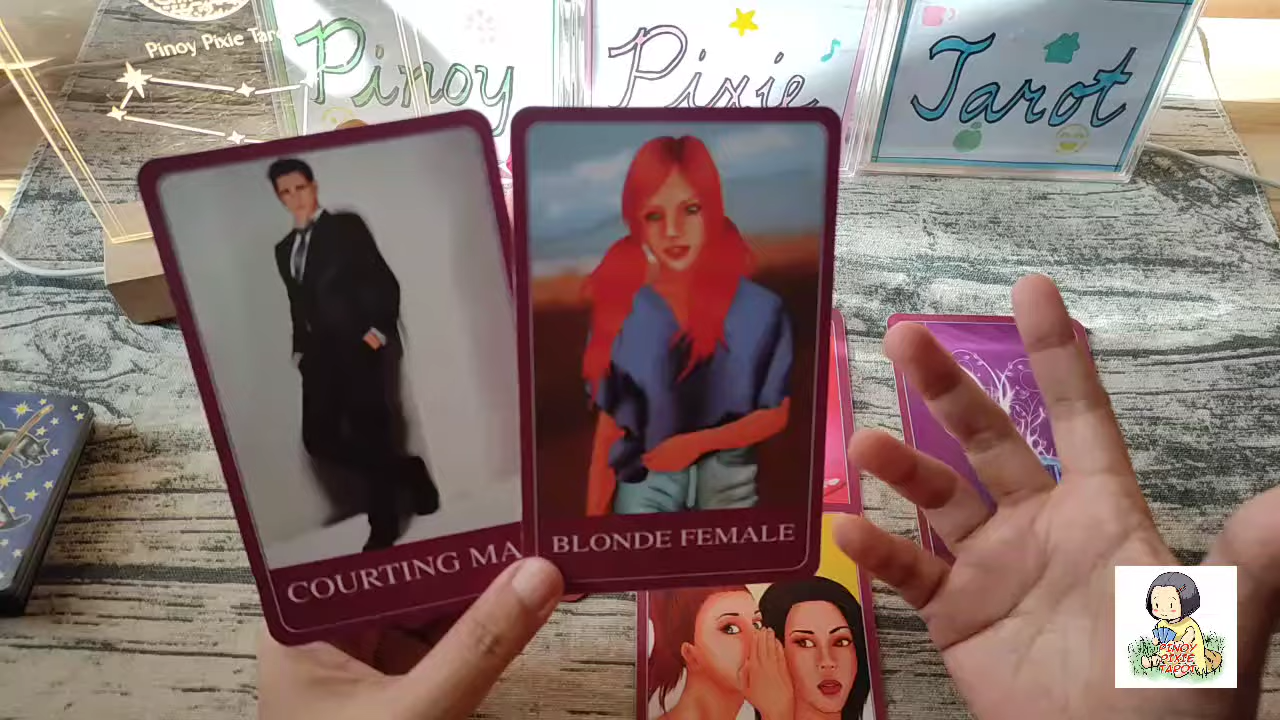 Pinoy Pixie Tarot
Pinoy
Pixie
Tarot
COURTING MA
BLONDE FEMALE
PINOY
PIXIE
TAROT